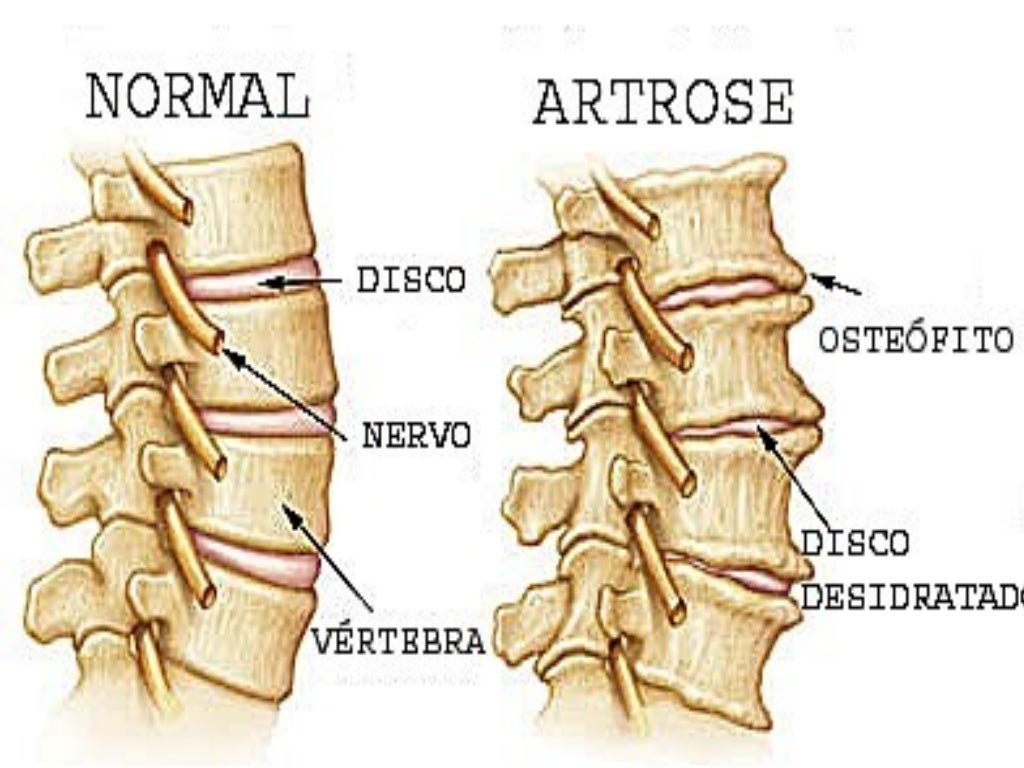 NORMAL
ARTROSE
DISCO
OSTEÓFITO
NERVO
DISCO
DESIDRATADO
VÉRTEBRA